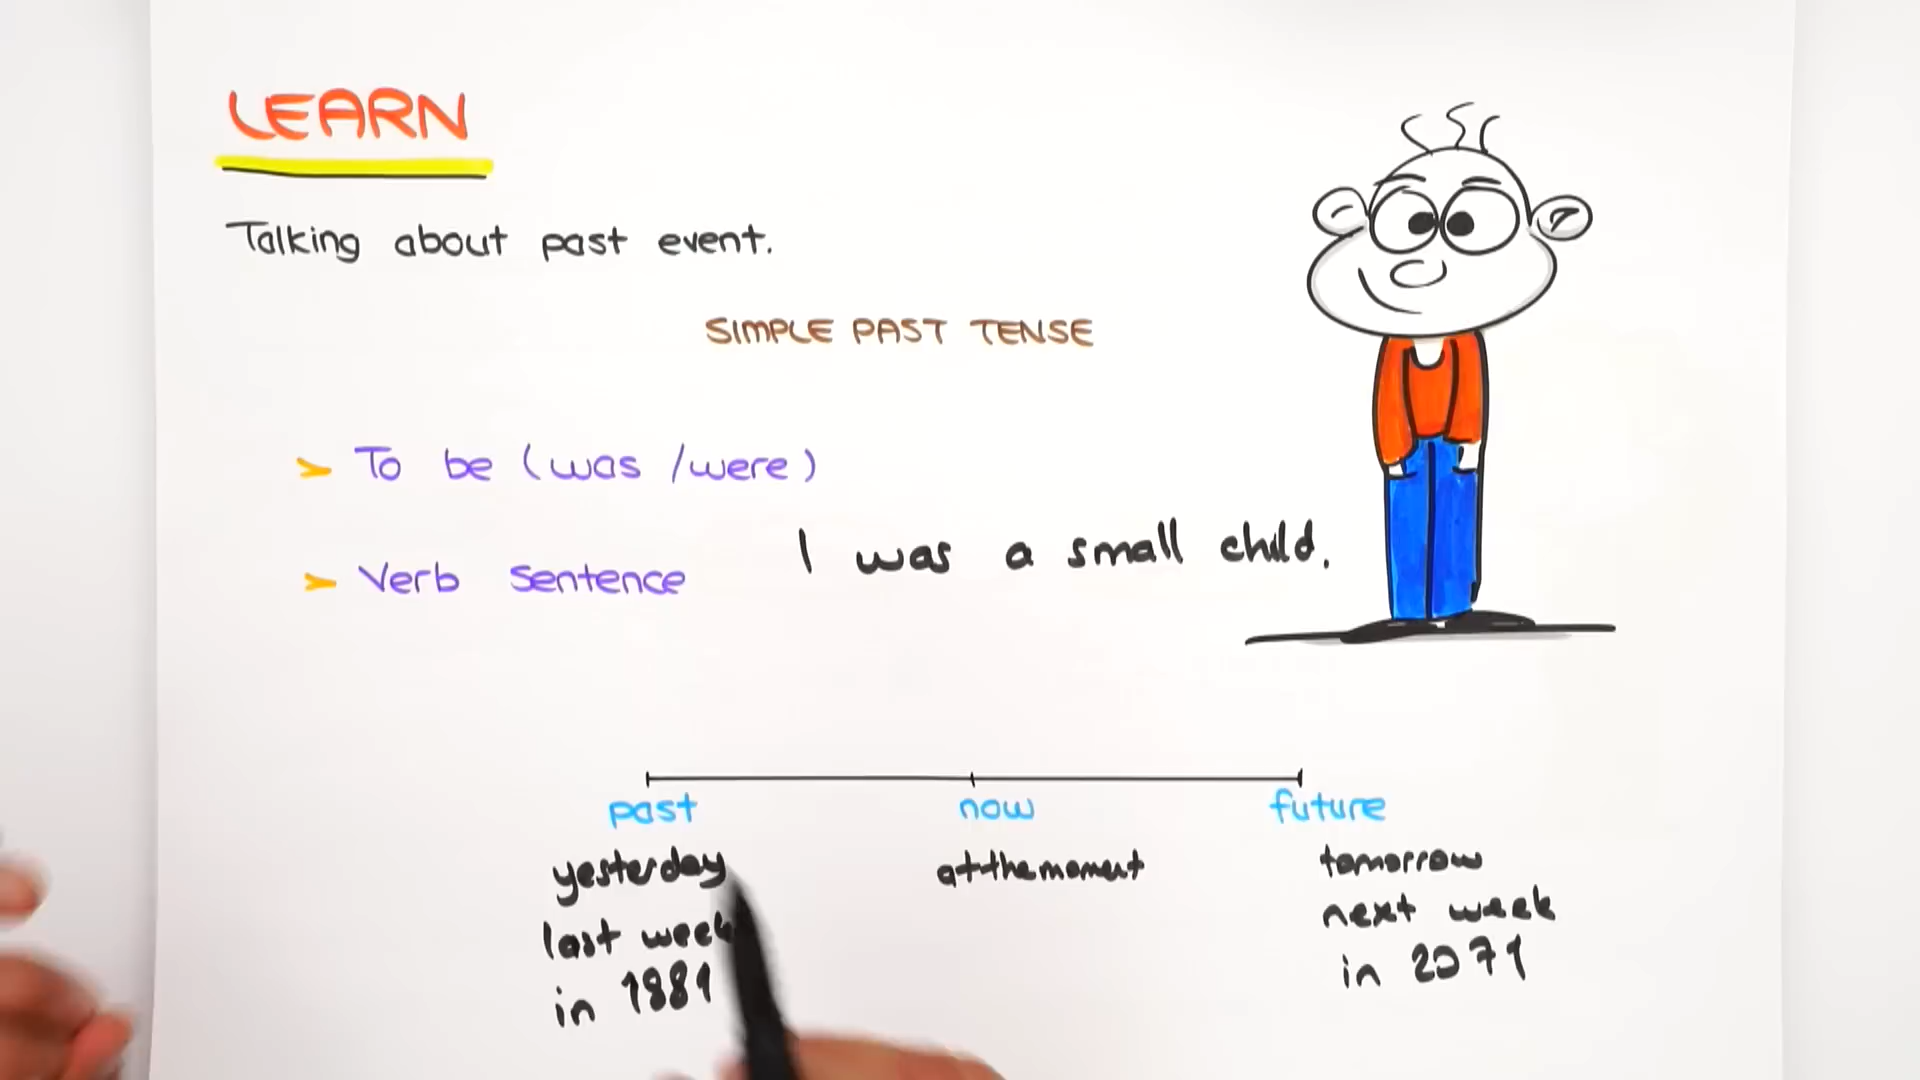 LEARN
Talking about past event.
SIMPLE PAST TENSE
➤ To be (was /were)
I was a small child.
➤ Verb Sentence
past now future
yesterday at the moment tomorrow
last week next week
in 1881 in 2071